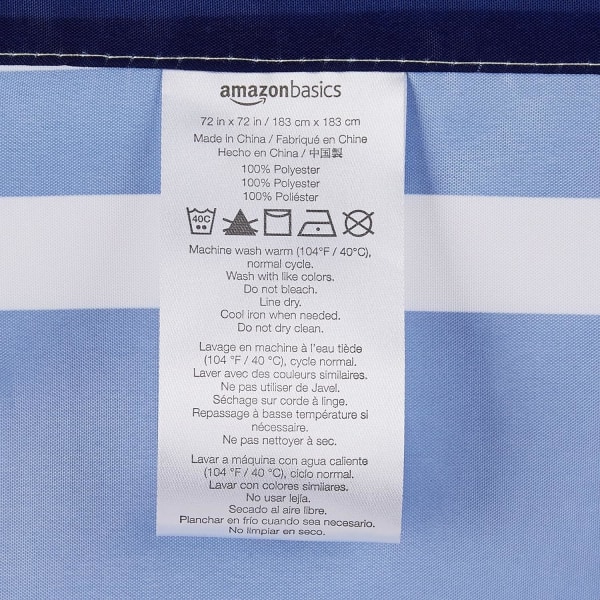 amazonbasics
72 in x 72 in / 183 cm x 183 cm
Made in China / Fabriqué en Chine
Hecho en China / 中国製
100% Polyester
100% Polyester
100% Poliéster
40C
Machine wash warm (104°F / 40°C),
normal cycle.
Wash with like colors.
Do not bleach.
Line dry.
Cool iron when needed.
Do not dry clean.
Lavage en machine à l'eau tiède
(104 °F / 40 °C), cycle normal.
Laver avec des couleurs similaires.
Ne pas utiliser de Javel.
Séchage sur corde à linge.
Repassage à basse température si
nécessaire.
Ne pas nettoyer à sec.
Lavar a máquina con agua caliente
(104 °F / 40 °C), ciclo normal.
Lavar con colores similares.
No usar lejía.
Secado al aire libre.
Planchar en frío cuando sea necesario.
No limpiar en seco.